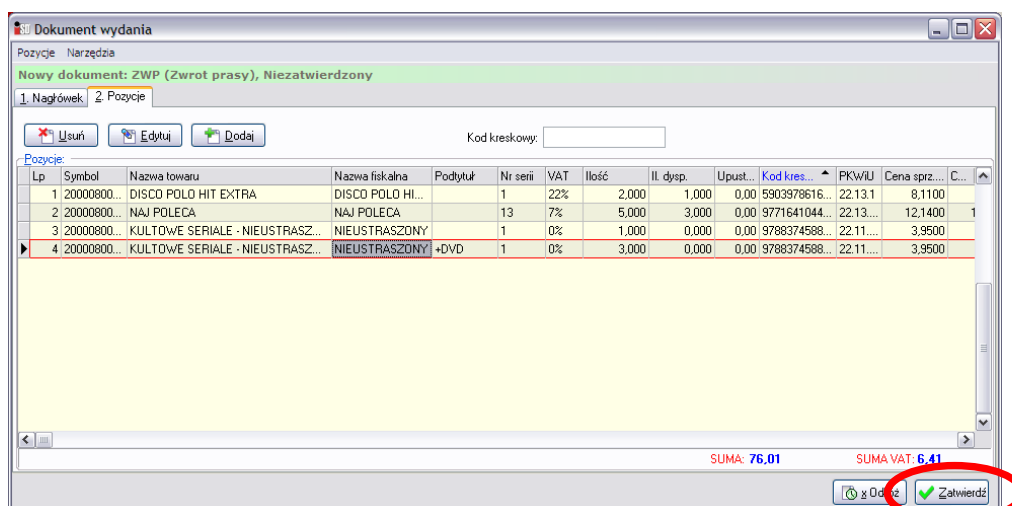 Dokument wydania
Pozycje Narzędzia
Nowy dokument: ZWP (Zwrot prasy), Niezatwierdzony
1. Nagłówek 2. Pozycje
Usuń Edytuj Dodaj Kod kreskowy:
Pozycje:
Lp Symbol Nazwa towaru Nazwa fiskalna Podtytuł Nr serii VAT Ilość Il. dysp. Upust... Kod kres... PKWiU Cena sprz.... C...
1 20000800... DISCO POLO HIT EXTRA DISCO POLO HI... 1 22% 2,000 1,000 0,00 5903978616... 22.13.1 8,1100
2 20000800... NAJ POLECA NAJ POLECA 13 7% 5,000 3,000 0,00 9771641044... 22.13.... 12,1400 1
3 20000800... KULTOWE SERIALE - NIEUSTRASZ... NIEUSTRASZONY 1 0% 1,000 0,000 0,00 9788374588... 22.11.... 3,9500
4 20000800... KULTOWE SERIALE - NIEUSTRASZ... NIEUSTRASZONY +DVD 1 0% 3,000 0,000 0,00 9788374588... 22.11.... 3,9500
SUMA: 76,01 SUMA VAT: 6,41
x Zatwierdź